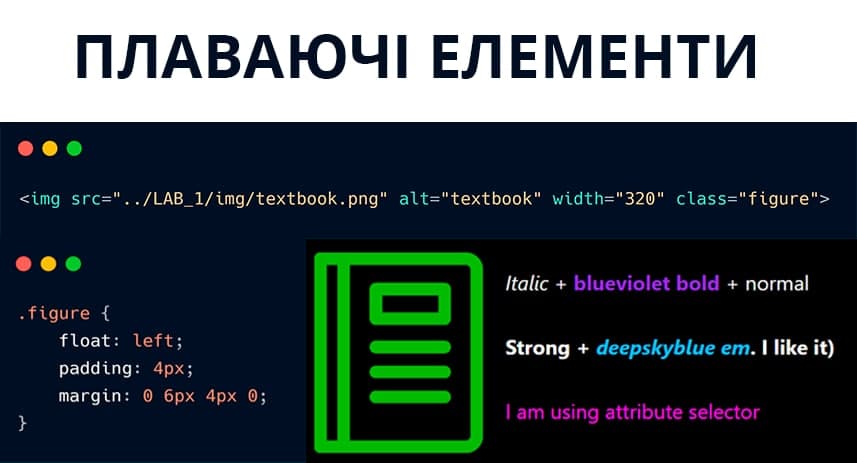 ПЛАВАЮЧІ ЕЛЕМЕНТИ
<img src="../LAB_1/img/textbook.png" alt="textbook" width="320" class="figure">
.figure {
    float: left;
    padding: 4px;
    margin: 0 6px 4px 0;
}
Italic + blueviolet bold + normal
Strong + deepskyblue em. I like it)
I am using attribute selector